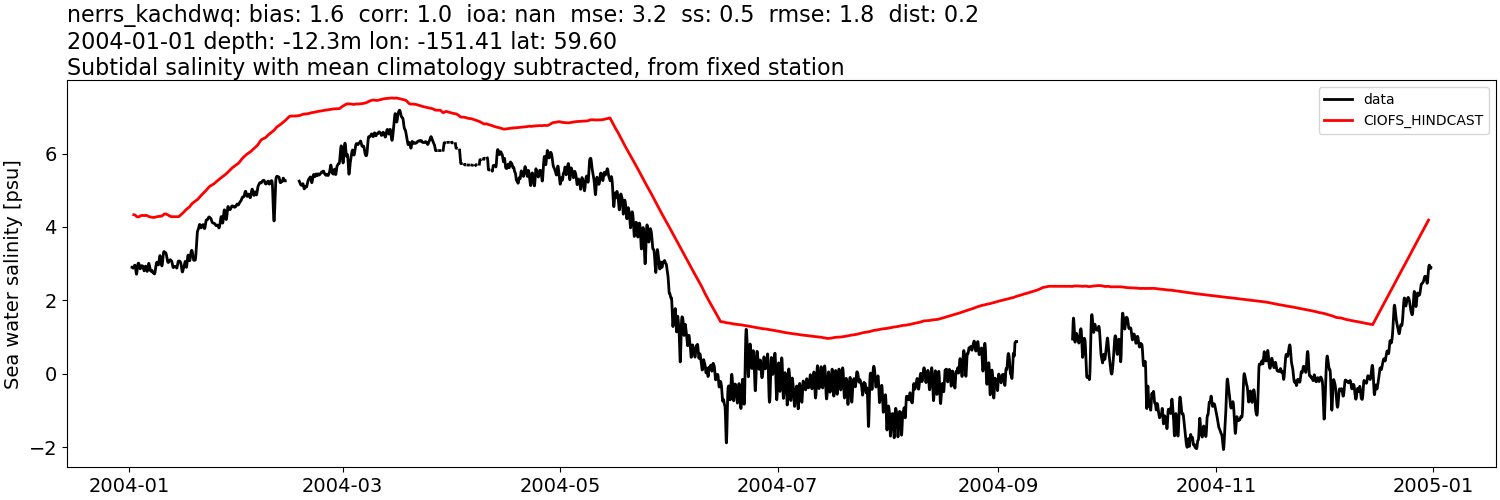 nerrs_kachdwq: bias: 1.6  corr: 1.0  ioa: nan  mse: 3.2  ss: 0.5  rmse: 1.8  dist: 0.2
2004-01-01 depth: -12.3m lon: -151.41 lat: 59.60
Subtidal salinity with mean climatology subtracted, from fixed station
data
CIOFS_HINDCAST
Sea water salinity [psu]
6
4
2
0
−2
2004-01
2004-03
2004-05
2004-07
2004-09
2004-11
2005-01